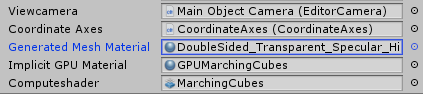 Viewcamera Main Object Camera (EditorCamera)
Coordinate Axes CoordinateAxes (CoordinateAxes)
Generated Mesh Material DoubleSided_Transparent_Specular_Hi
Implicit GPU Material GPUMarchingCubes
Computeshader MarchingCubes